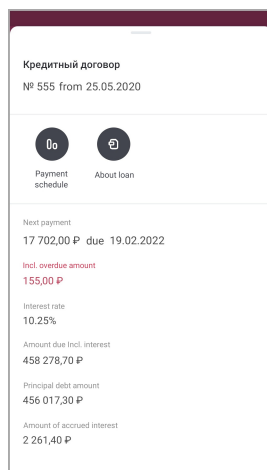 Кредитный договор
№ 555 from 25.05.2020
Payment
schedule
About loan
Next payment
17 702,00 ₽ due 19.02.2022
Incl. overdue amount
155,00 ₽
Interest rate
10.25%
Amount due Incl. interest
458 278,70 ₽
Principal debt amount
456 017,30 ₽
Amount of accrued interest
2 261,40 ₽